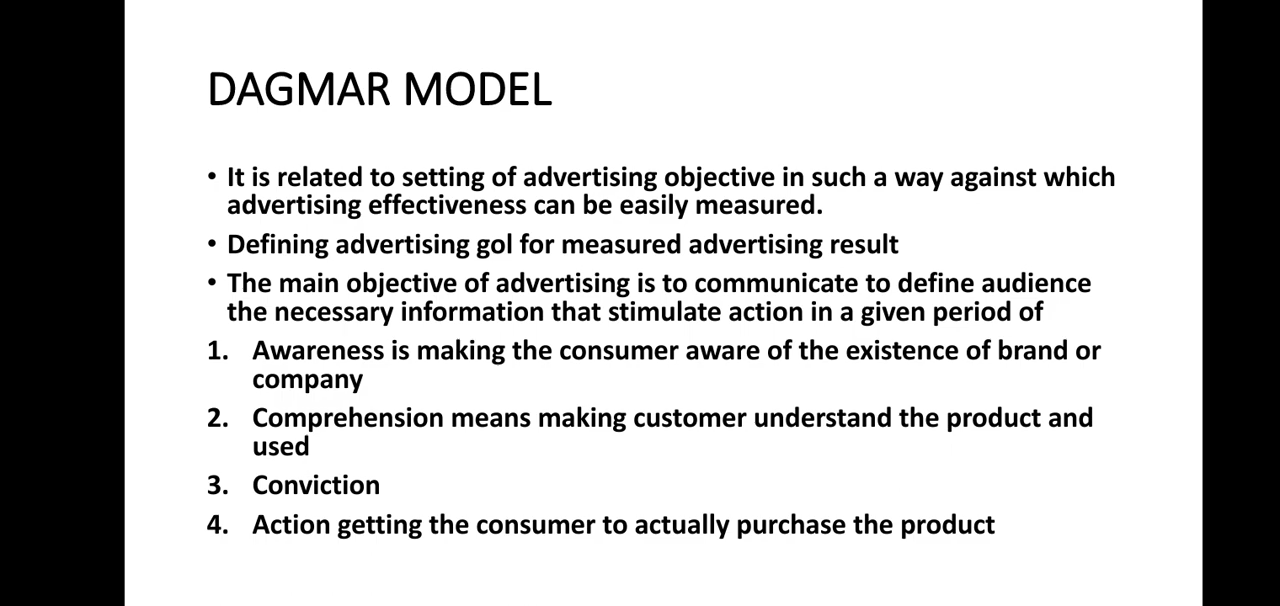 DAGMAR MODEL
• It is related to setting of advertising objective in such a way against which
advertising effectiveness can be easily measured.
• Defining advertising gol for measured advertising result
• The main objective of advertising is to communicate to define audience
the necessary information that stimulate action in a given period of
1. Awareness is making the consumer aware of the existence of brand or
company
2. Comprehension means making customer understand the product and
used
3. Conviction
4. Action getting the consumer to actually purchase the product